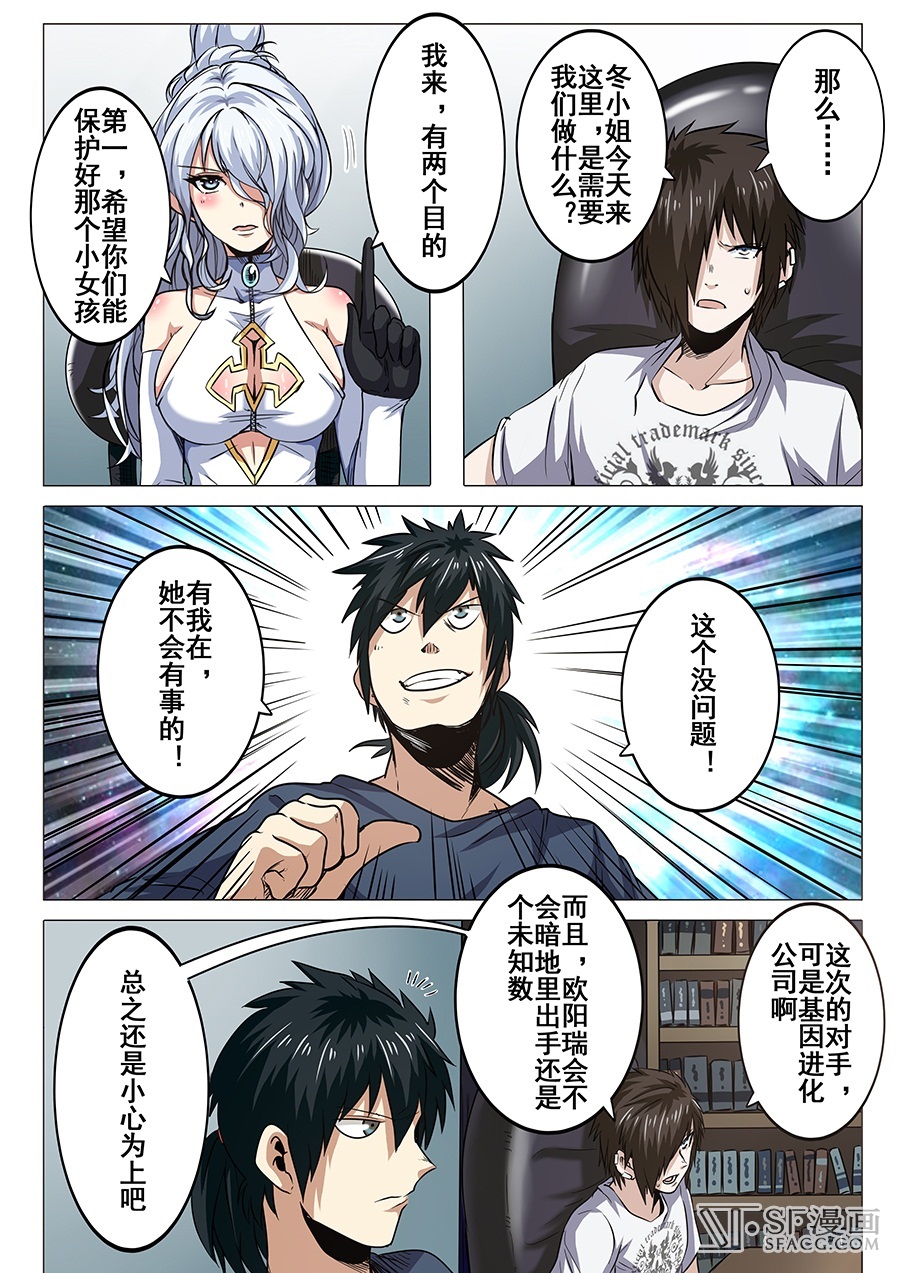 那么……
冬小姐今天来
这里，是需要
我们做什么？
official trademark since
我来，有两个目的
第一，希望你们能
保护好那个小女孩
这个没问题！
有我在，
她不会有事的！
这次的对手，
可是基因进化
公司啊
而且，欧阳瑞会不
会暗地里出手还是
个未知数
总之还是小心为上吧
SF漫画
SFACG.COM